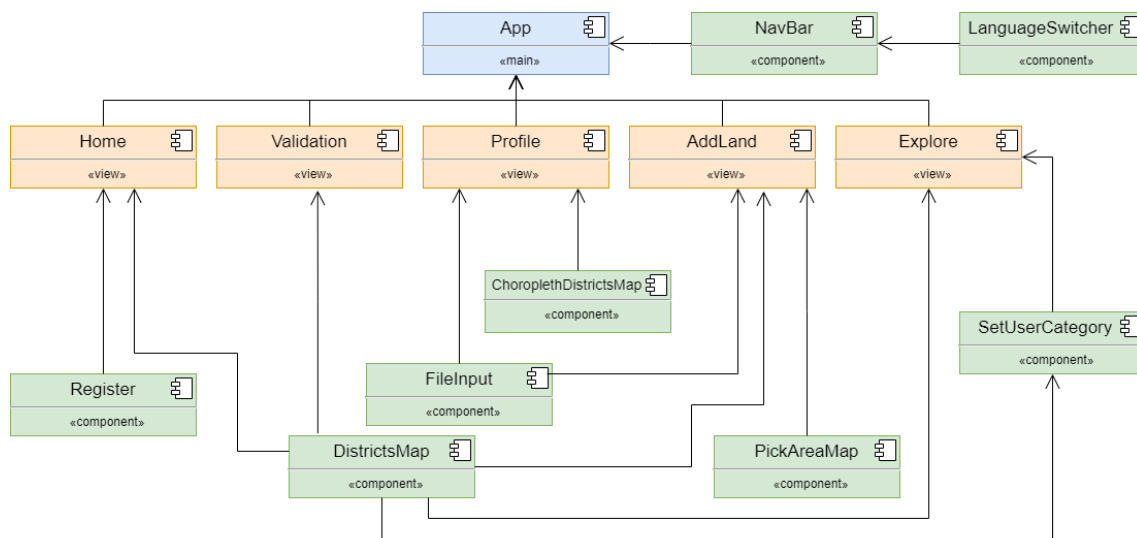 App
«main»
NavBar
«component»
LanguageSwitcher
«component»
Home
«view»
Validation
«view»
Profile
«view»
AddLand
«view»
Explore
«view»
ChoroplethDistrictsMap
«component»
SetUserCategory
«component»
Register
«component»
FileInput
«component»
DistrictsMap
«component»
PickAreaMap
«component»